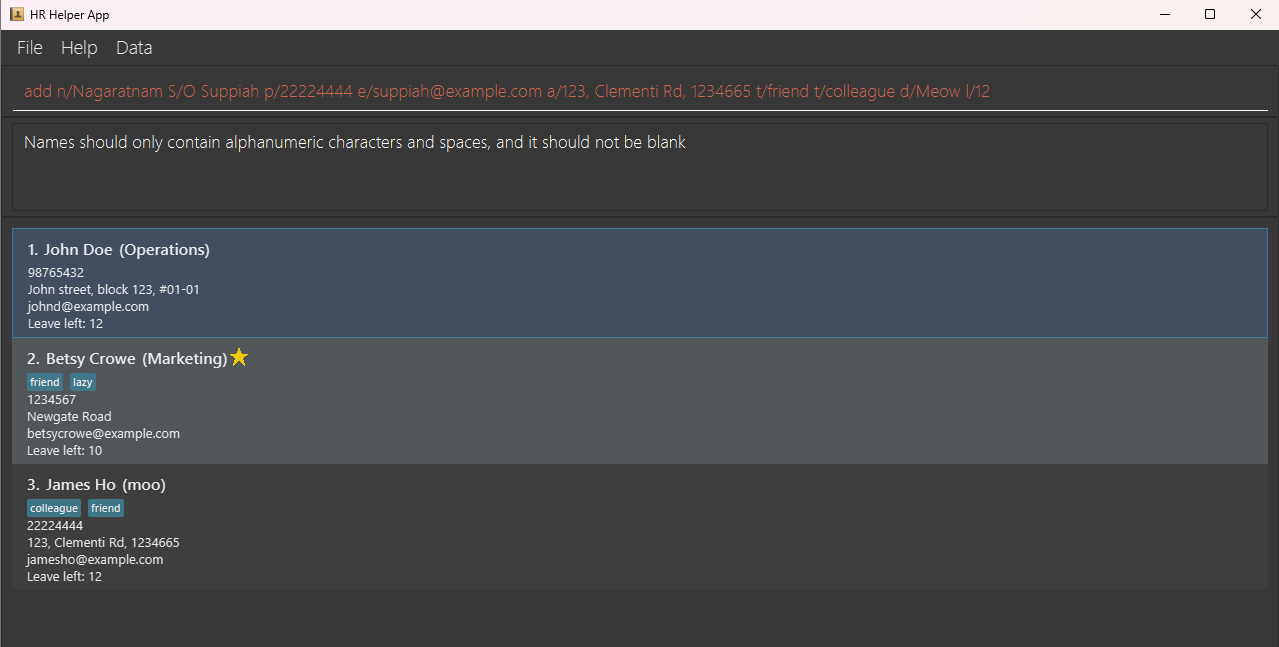 HR Helper App
File Help Data
add n/Nagaratnam S/O Suppiah p/22224444 e/suppiah@example.com a/123, Clementi Rd, 1234665 t/friend t/colleague d/Meow l/12
Names should only contain alphanumeric characters and spaces, and it should not be blank
1. John Doe (Operations)
98765432
John street, block 123, #01-01
johnd@example.com
Leave left: 12
2. Betsy Crowe (Marketing)
friend lazy
1234567
Newgate Road
betsycrowe@example.com
Leave left: 10
3. James Ho (moo)
colleague friend
22224444
123, Clementi Rd, 1234665
jamesho@example.com
Leave left: 12